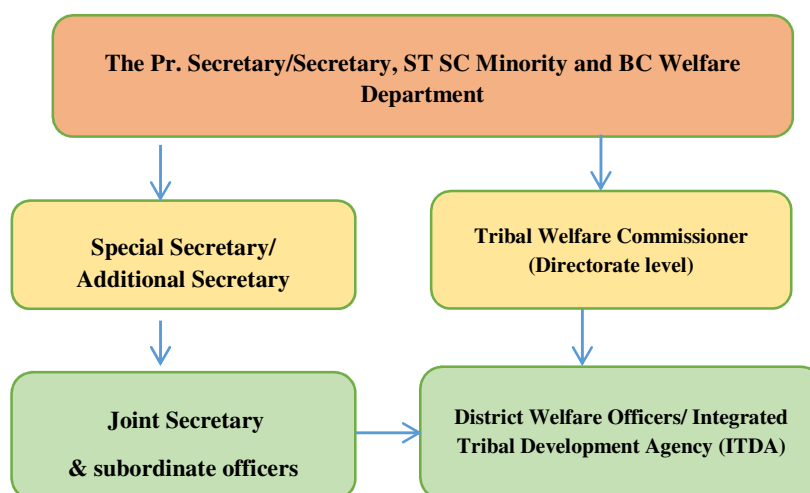 The Pr. Secretary/Secretary, ST SC Minority and BC Welfare
Department
Special Secretary/
Additional Secretary
Tribal Welfare Commissioner
(Directorate level)
Joint Secretary
& subordinate officers
District Welfare Officers/ Integrated
Tribal Development Agency (ITDA)